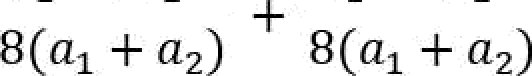 8(a₁ + a₂) + 8(a₁ + a₂)